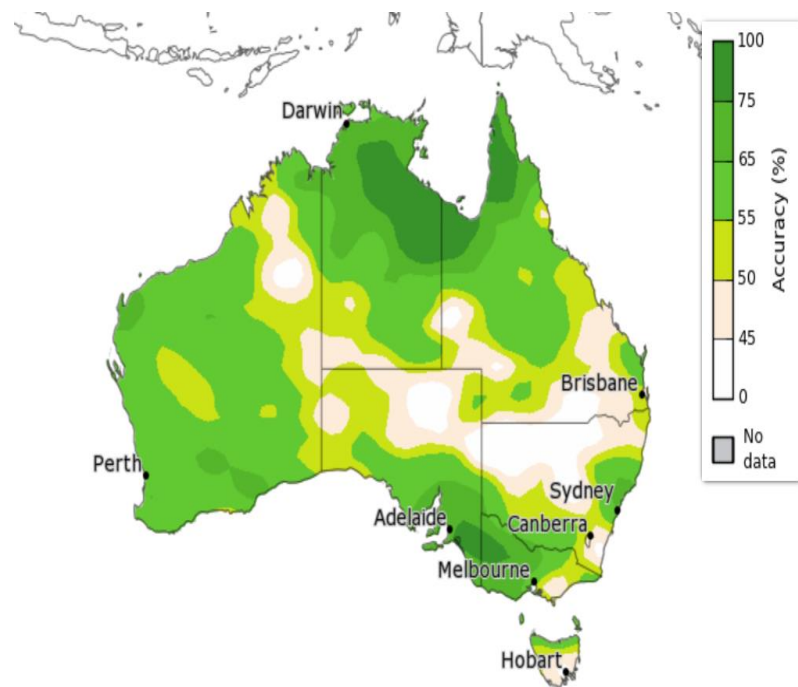 Darwin
Brisbane
Perth
Sydney
Adelaide
Canberra
Melbourne
Hobart
100
75
65
55
50
45
0
Accuracy (%)
No
data